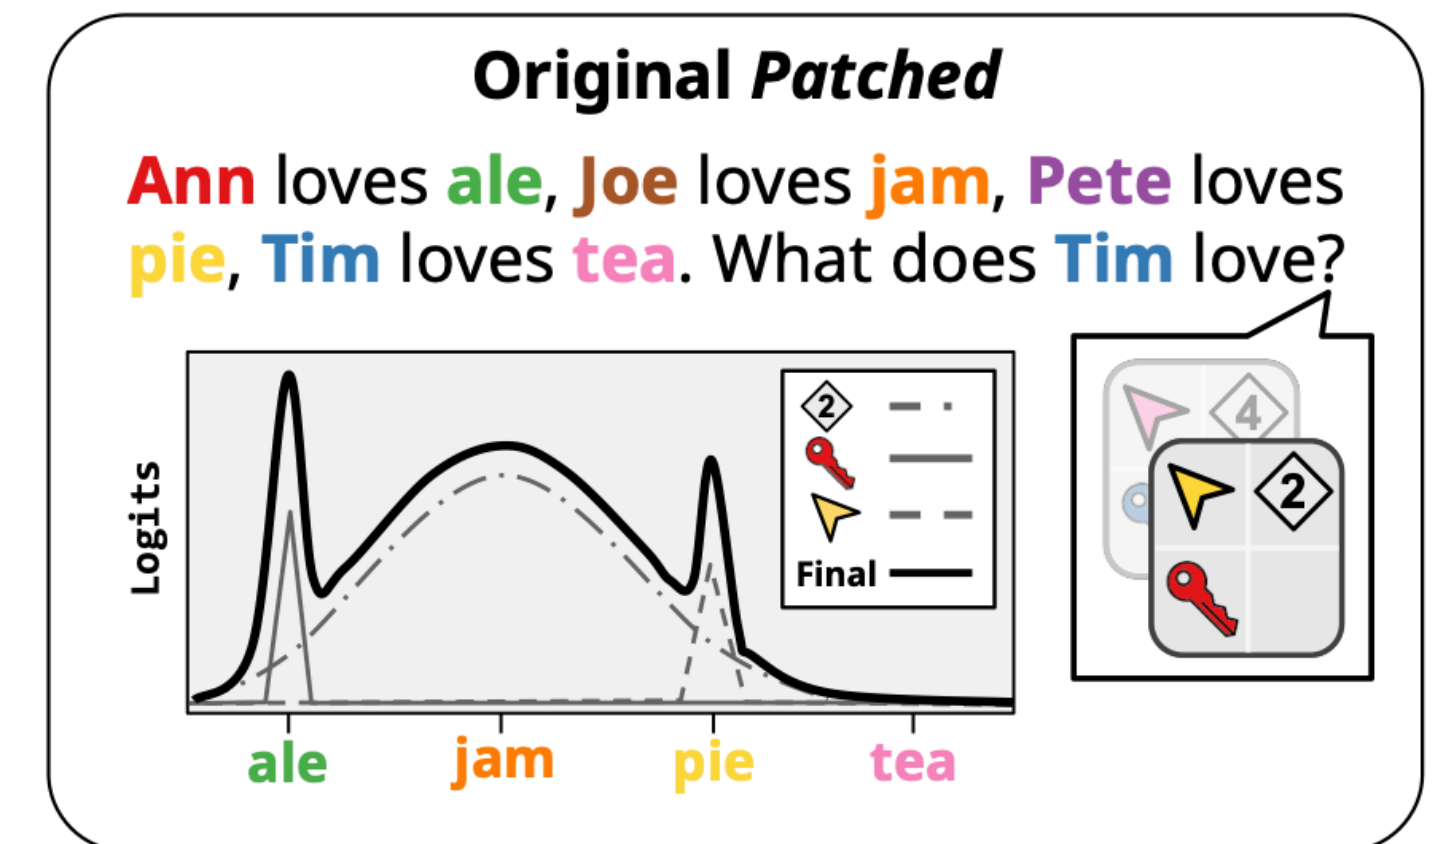 Original Patched
Ann loves ale, Joe loves jam, Pete loves
pie, Tim loves tea. What does Tim love?
Logits
2
Final
4
2
ale jam pie tea